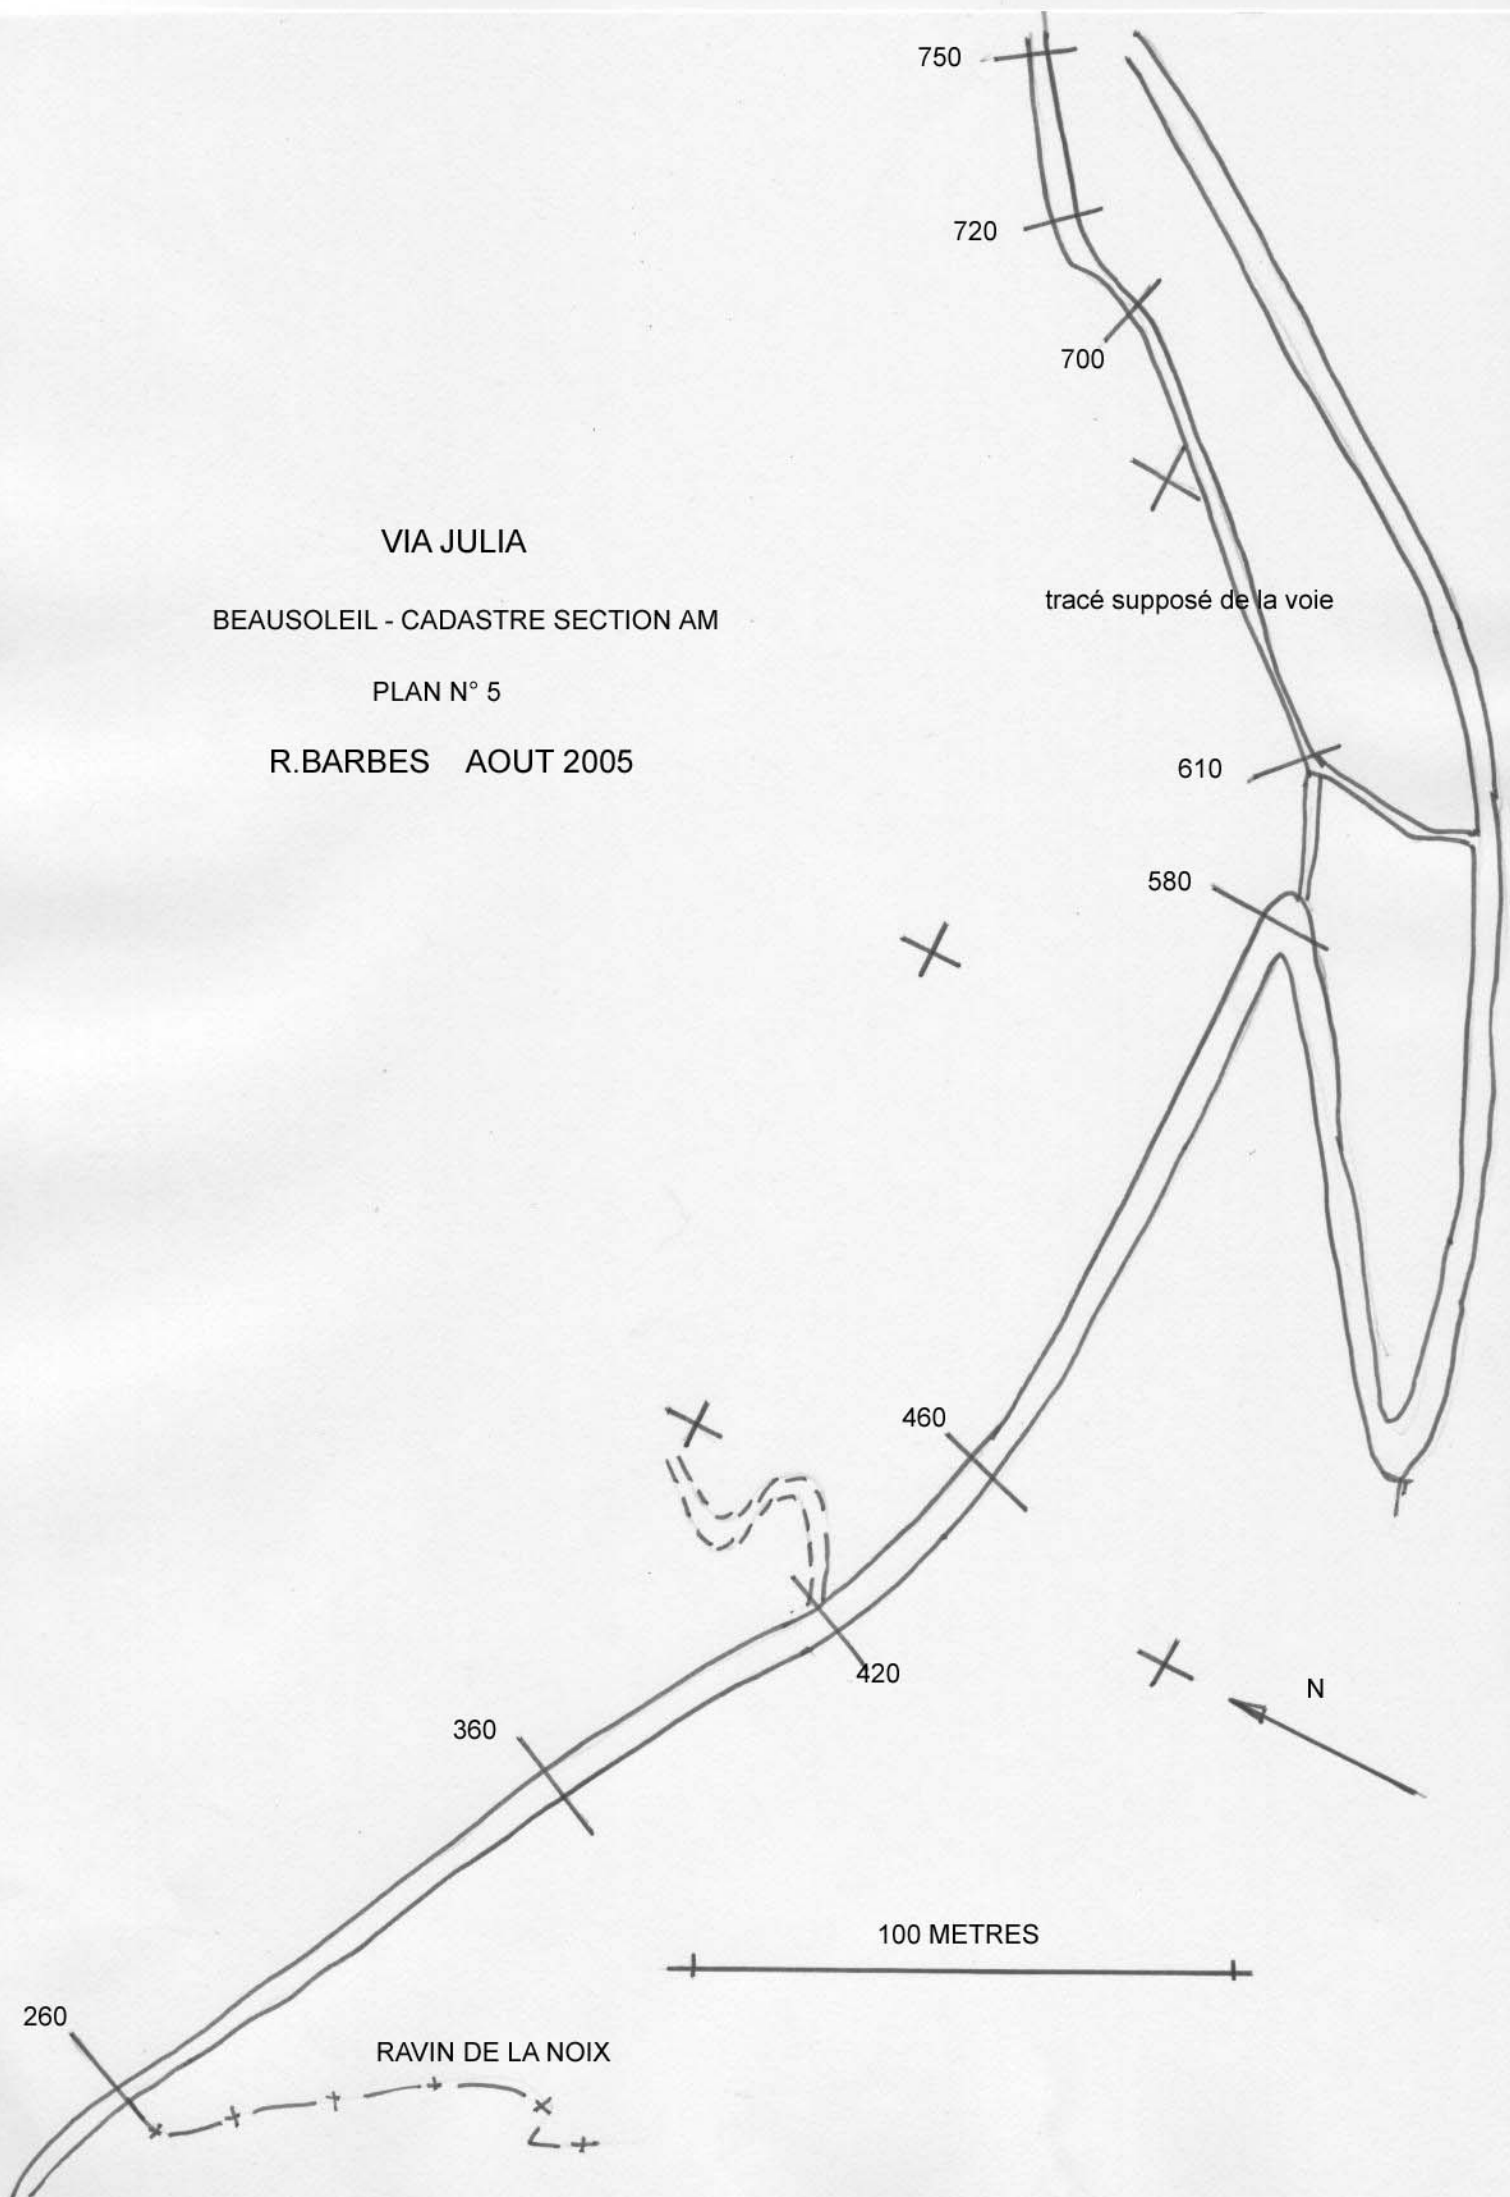 750
720
700
VIA JULIA
BEAUSOLEIL - CADASTRE SECTION AM
PLAN N° 5
R.BARBES AOUT 2005
tracé supposé de la voie
610
580
460
420
N
360
100 METRES
260
RAVIN DE LA NOIX